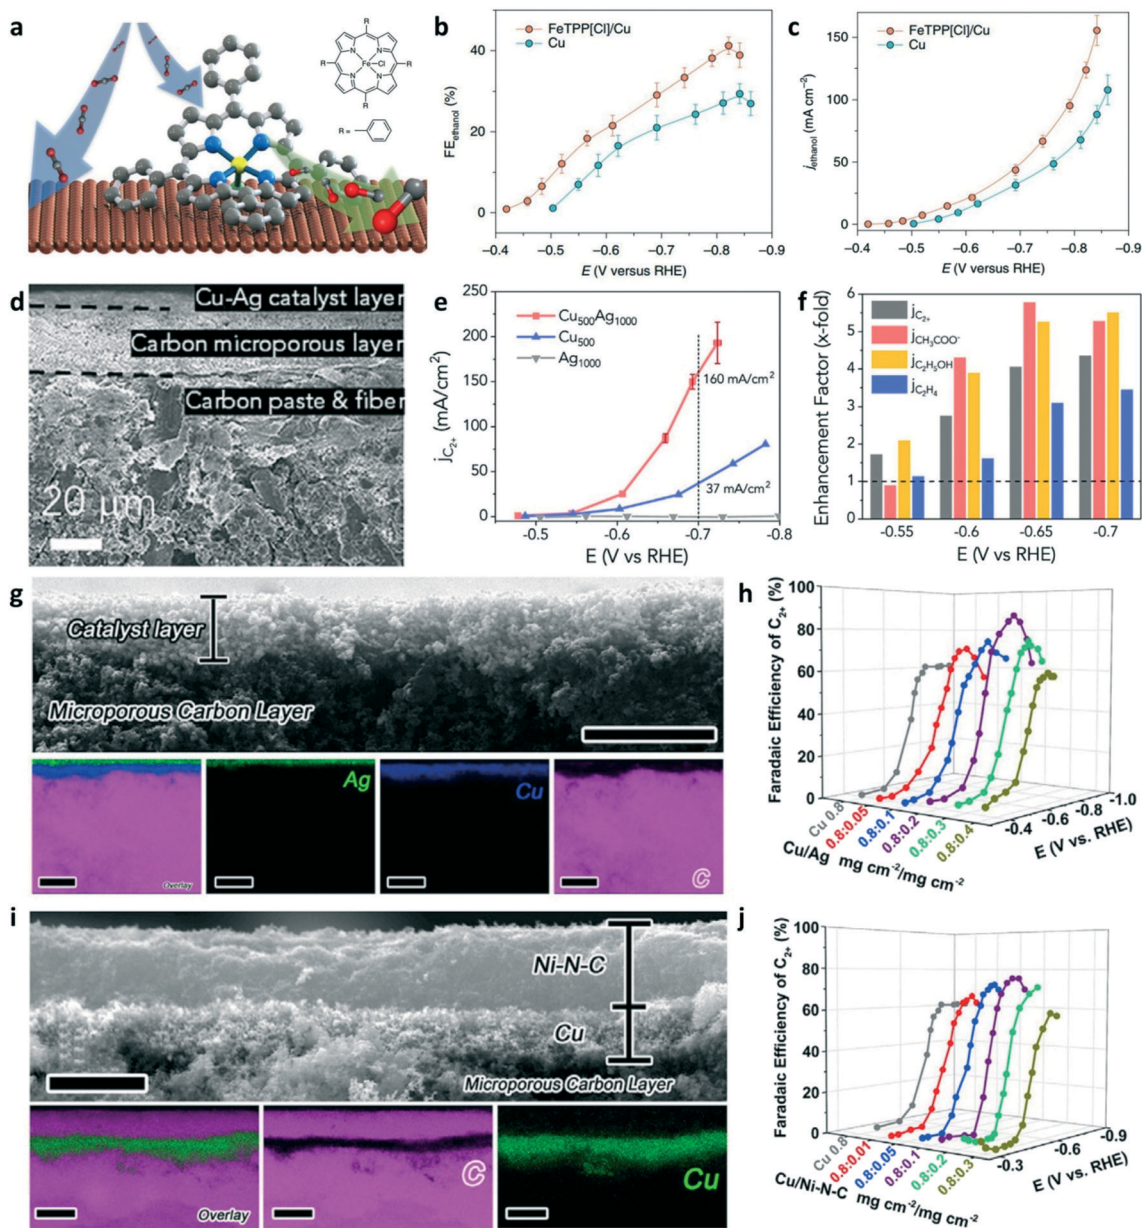 a
R
N
N
Fe
Cl
R
R
N
N
R
R =
b
FeTPP[Cl]/Cu
Cu
FE_ethanol (%)
40
20
0
−0.4
−0.5
−0.6
−0.7
−0.8
−0.9
E (V versus RHE)
c
FeTPP[Cl]/Cu
Cu
j_ethanol (mA cm⁻²)
150
100
50
0
−0.4
−0.5
−0.6
−0.7
−0.8
−0.9
E (V versus RHE)
d
Cu-Ag catalyst layer
Carbon microporous layer
Carbon paste & fiber
20 μm
e
Cu₅₀₀Ag₁₀₀₀
Cu₅₀₀
Ag₁₀₀₀
j_C₂₊ (mA/cm²)
250
200
150
100
50
0
160 mA/cm²
37 mA/cm²
-0.5
-0.6
-0.7
-0.8
E (V vs RHE)
f
j_C₂₊
j_CH₃COO⁻
j_C₂H₅OH
j_C₂H₄
Enhancement Factor (x-fold)
6
5
4
3
2
1
0
-0.55
-0.6
-0.65
-0.7
E (V vs RHE)
g
Catalyst layer
Microporous Carbon Layer
Overlay
Ag
Cu
C
h
Faradaic Efficiency of C₂₊ (%)
100
80
60
40
20
0
Cu 0.8
0.8:0.05
0.8:0.1
0.8:0.2
0.8:0.3
0.8:0.4
Cu/Ag mg cm⁻²/mg cm⁻²
-0.4
-0.6
-0.8
-1.0
E (V vs. RHE)
i
Ni-N-C
Cu
Microporous Carbon Layer
Overlay
C
Cu
j
Faradaic Efficiency of C₂₊ (%)
100
80
60
40
20
0
Cu 0.8
0.8:0.01
0.8:0.05
0.8:0.1
0.8:0.2
0.8:0.3
Cu/Ni-N-C mg cm⁻²/mg cm⁻²
-0.3
-0.6
-0.9
E (V vs. RHE)